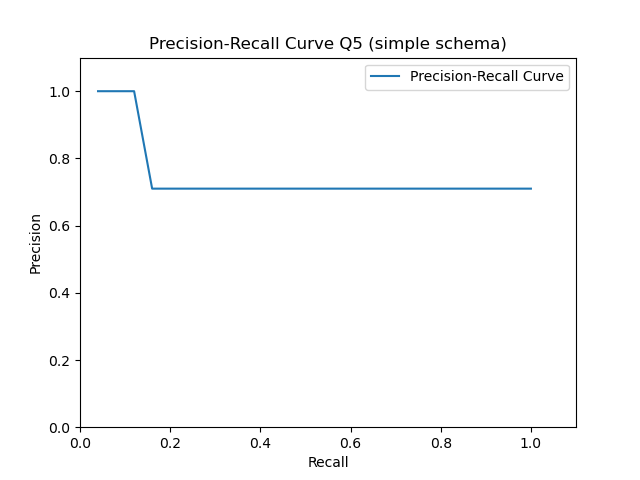 Precision-Recall Curve Q5 (simple schema)
Precision-Recall Curve
1.0
0.8
0.6
0.4
0.2
0.0
Precision
0.0 0.2 0.4 0.6 0.8 1.0
Recall